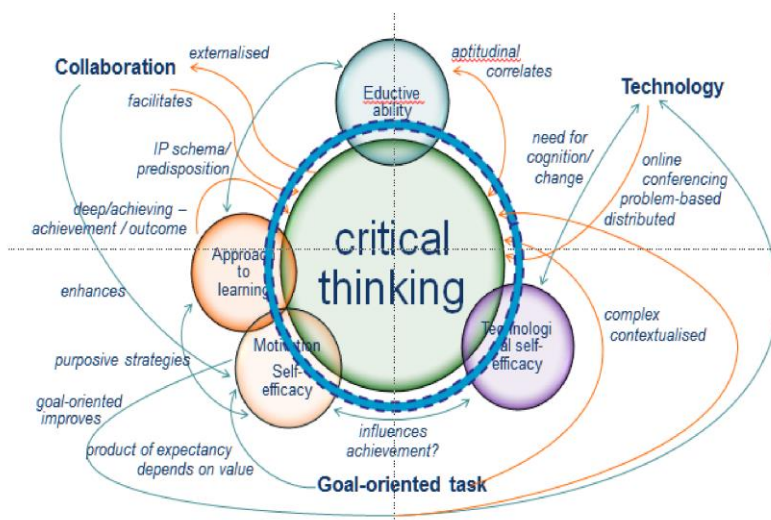 externalised
Collaboration
facilitates
aptitudinal
correlates
Technology
Eductive
ability
IP schema/
predisposition
need for
cognition/
change
online
conferencing
problem-based
distributed
deep/achieving –
achievement / outcome
critical
thinking
Approach
to
learning
enhances
Motivation
Self-
efficacy
Technologi
al self-
efficacy
complex
contextualised
purposive strategies
goal-oriented
improves
influences
achievement?
product of expectancy
depends on value
Goal-oriented task